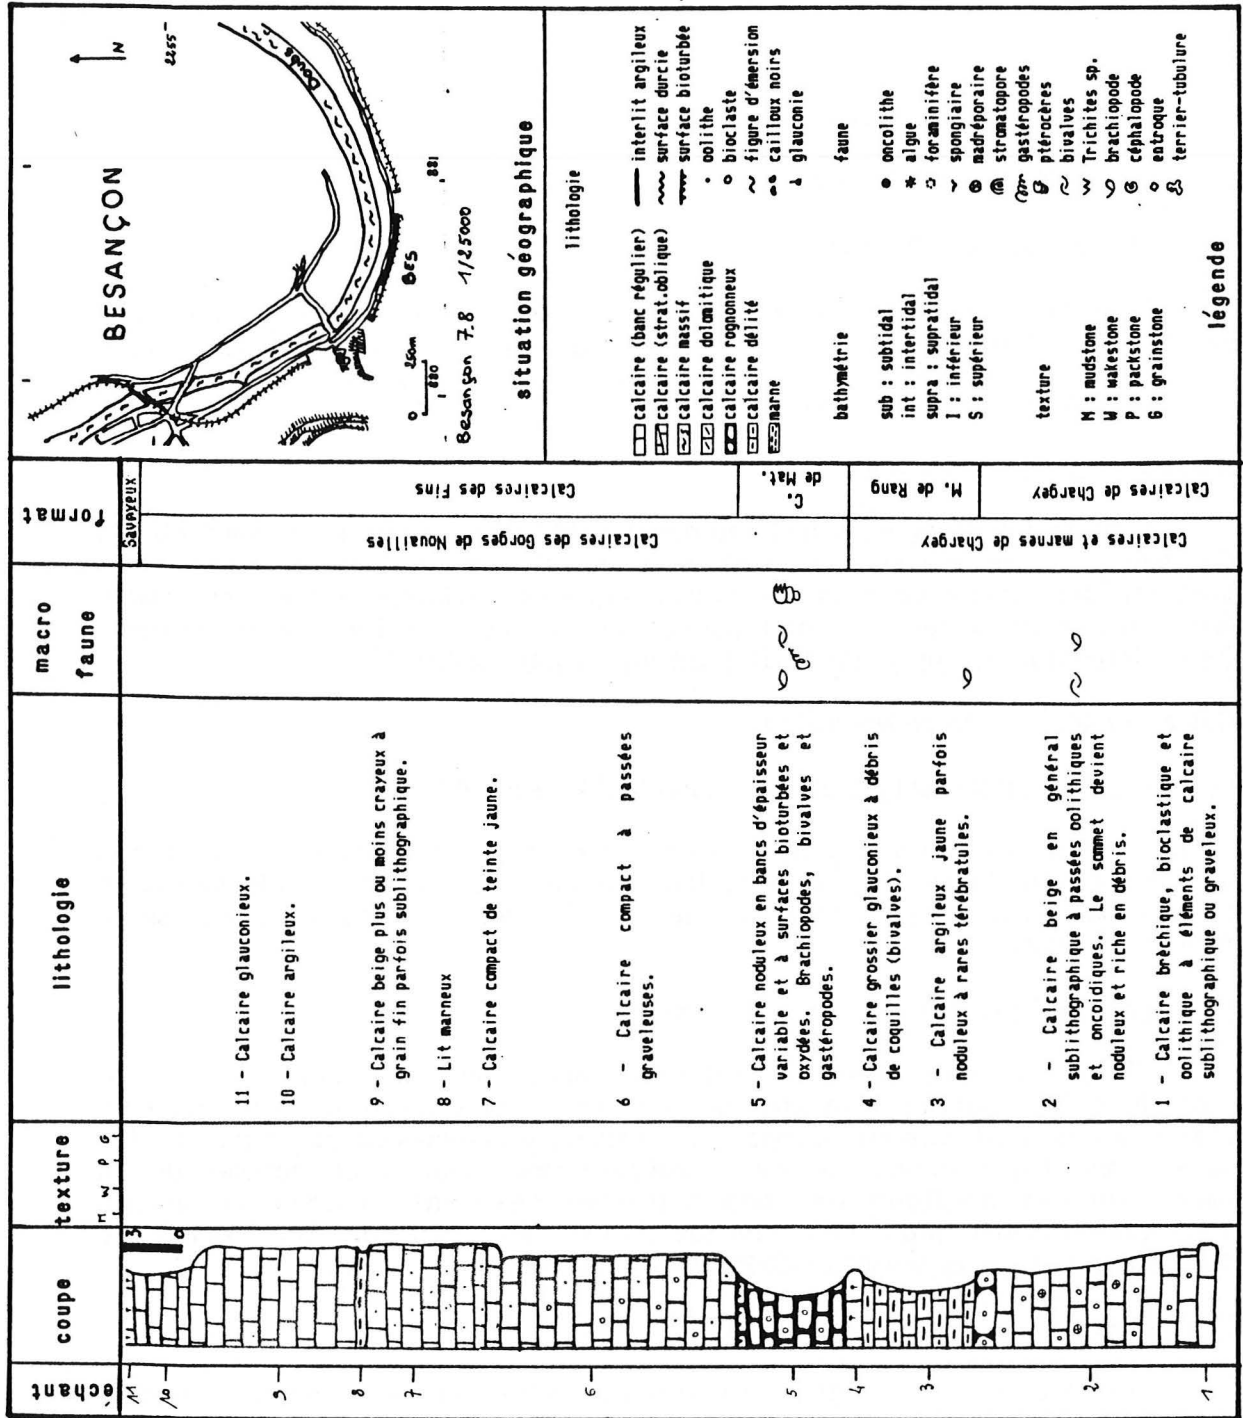 échant
coupe
texture
lithologie
macro
faune
format
3
0
M W P G
11
10
9
8
7
6
5
4
3
2
1
11 - Calcaire glauconieux.
10 - Calcaire argileux.
9 - Calcaire beige plus ou moins crayeux à
grain fin parfois sublithographique.
8 - Lit marneux
7 - Calcaire compact de teinte jaune.
6 - Calcaire compact à passées
graveleuses.
5 - Calcaire noduleux en bancs d'épaisseur
variable et à surfaces bioturbées et
oxydées. Brachiopodes, bivalves et
gastéropodes.
4 - Calcaire grossier glauconieux à débris
de coquilles (bivalves).
3 - Calcaire argileux jaune parfois
noduleux à rares térébratules.
2 - Calcaire beige en général
sublithographique à passées oolithiques
et oncoidiques. Le sommet devient
noduleux et riche en débris.
1 - Calcaire brèchique, bioclastique et
oolithique à éléments de calcaire
sublithographique ou graveleux.
Savoyeux
Calcaires des Gorges de Nouailles
Calcaires et marnes de Chargey
Calcaires des Fins
C.
de Mat.
M. de Rang
Calcaires de Chargey
BESANÇON
N
2255
Doubs
881
BES
0 250m
880
Besançon 7.8 1/25000
situation géographique
lithologie
calcaire (banc régulier)
calcaire (strat.oblique)
calcaire massif
calcaire dolomitique
calcaire rognonneux
calcaire délité
marne
interlit argileux
surface durcie
surface bioturbée
oolithe
bioclaste
figure d'émersion
cailloux noirs
glauconie
bathymétrie
sub : subtidal
int : intertidal
supra : supratidal
I : inférieur
S : supérieur
texture
M : mudstone
W : wakestone
P : packstone
G : grainstone
faune
oncolithe
algue
foraminifère
spongiaire
madréporaire
stromatopore
gastéropodes
ptérocères
bivalves
Trichites sp.
brachiopode
céphalopode
entroque
terrier-tubulure
légende